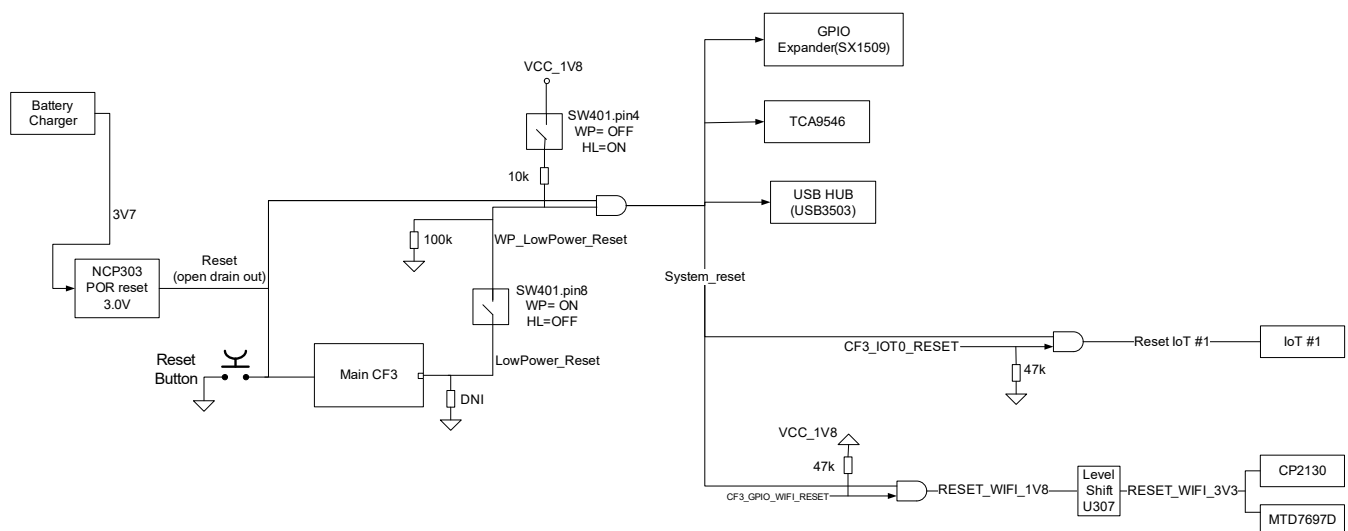 GPIO
Expander(SX1509)
VCC_1V8
Battery
Charger
SW401.pin4
WP= OFF
HL=ON
TCA9546
10k
USB HUB
(USB3503)
3V7
100k
WP_LowPower_Reset
Reset
(open drain out)
NCP303
POR reset
3.0V
System_reset
SW401.pin8
WP= ON
HL=OFF
Reset
Button
Main CF3
LowPower_Reset
DNI
CF3_IOT0_RESET
Reset IoT #1
IoT #1
47k
VCC_1V8
47k
CF3_GPIO_WIFI_RESET
RESET_WIFI_1V8
Level
Shift
U307
RESET_WIFI_3V3
CP2130
MTD7697D